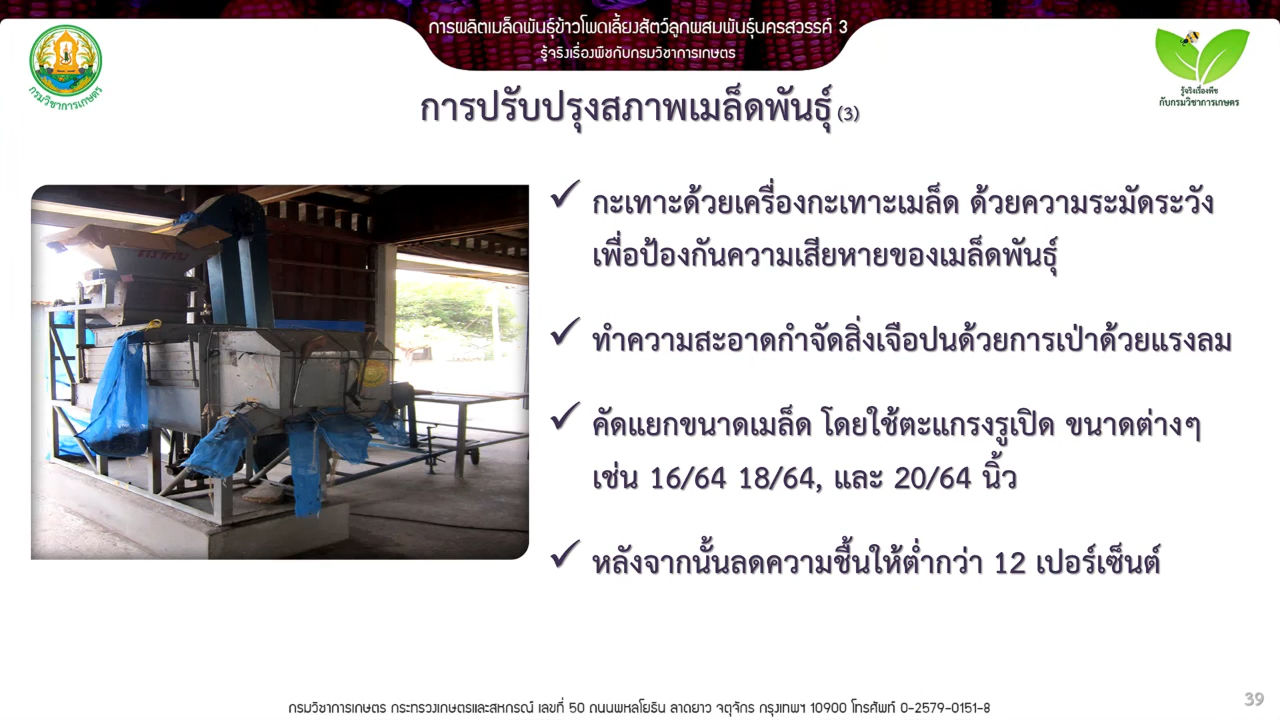 การผลิตเมล็ดพันธุ์ข้าวโพดเลี้ยงสัตว์ลูกผสมพันธุ์นครสวรรค์ 3
รู้จริงเรื่องพืชกับกรมวิชาการเกษตร
กรมวิชาการเกษตร
รู้จริงเรื่องพืช
กับกรมวิชาการเกษตร
การปรับปรุงสภาพเมล็ดพันธุ์ (3)
✓ กะเทาะด้วยเครื่องกะเทาะเมล็ด ด้วยความระมัดระวัง
เพื่อป้องกันความเสียหายของเมล็ดพันธุ์
✓ ทำความสะอาดกำจัดสิ่งเจือปนด้วยการเป่าด้วยแรงลม
✓ คัดแยกขนาดเมล็ด โดยใช้ตะแกรงรูเปิด ขนาดต่างๆ
เช่น 16/64 18/64, และ 20/64 นิ้ว
✓ หลังจากนั้นลดความชื้นให้ต่ำกว่า 12 เปอร์เซ็นต์
กรมวิชาการเกษตร กระทรวงเกษตรและสหกรณ์ เลขที่ 50 ถนนพหลโยธิน ลาดยาว จตุจักร กรุงเทพฯ 10900 โทรศัพท์ 0-2579-0151-8
39